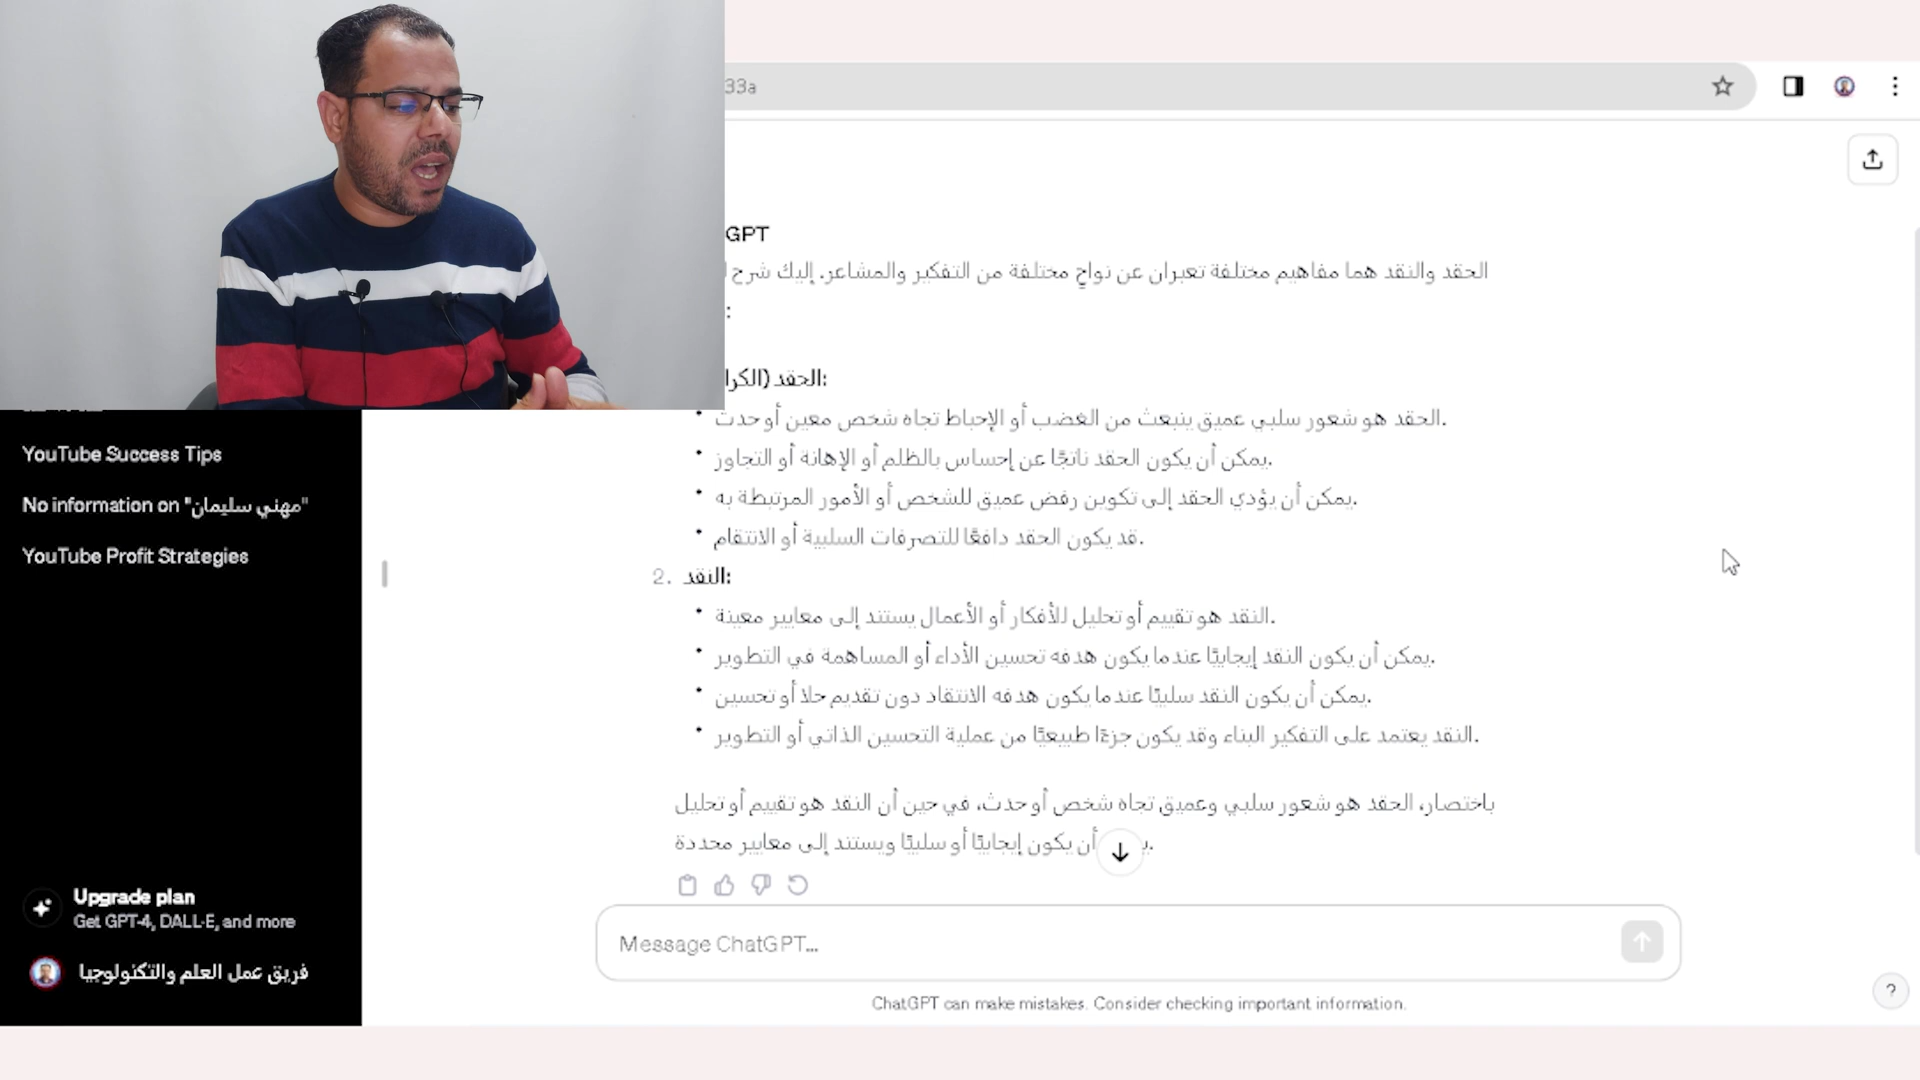 33a
GPT
الحقد والنقد هما مفاهيم مختلفة تعبران عن نواحٍ مختلفة من التفكير والمشاعر. إليك شرح
:
الحقد (الكرا:
الحقد هو شعور سلبي عميق ينبعث من الغضب أو الإحباط تجاه شخص معين أو حدث.
يمكن أن يكون الحقد ناتجًا عن إحساس بالظلم أو الإهانة أو التجاوز.
يمكن أن يؤدي الحقد إلى تكوين رفض عميق للشخص أو الأمور المرتبطة به.
قد يكون الحقد دافعًا للتصرفات السلبية أو الانتقام.
2. النقد:
النقد هو تقييم أو تحليل للأفكار أو الأعمال يستند إلى معايير معينة.
يمكن أن يكون النقد إيجابيًا عندما يكون هدفه تحسين الأداء أو المساهمة في التطوير.
يمكن أن يكون النقد سلبيًا عندما يكون هدفه الانتقاد دون تقديم حلا أو تحسين.
النقد يعتمد على التفكير البناء وقد يكون جزءًا طبيعيًا من عملية التحسين الذاتي أو التطوير.
باختصار، الحقد هو شعور سلبي وعميق تجاه شخص أو حدث، في حين أن النقد هو تقييم أو تحليل
أن يكون إيجابيًا أو سلبيًا ويستند إلى معايير محددة.
YouTube Success Tips
No information on "مهني سليمان"
YouTube Profit Strategies
Upgrade plan
Get GPT-4, DALL·E, and more
فريق عمل العلم والتكنولوجيا
Message ChatGPT...
ChatGPT can make mistakes. Consider checking important information.
?